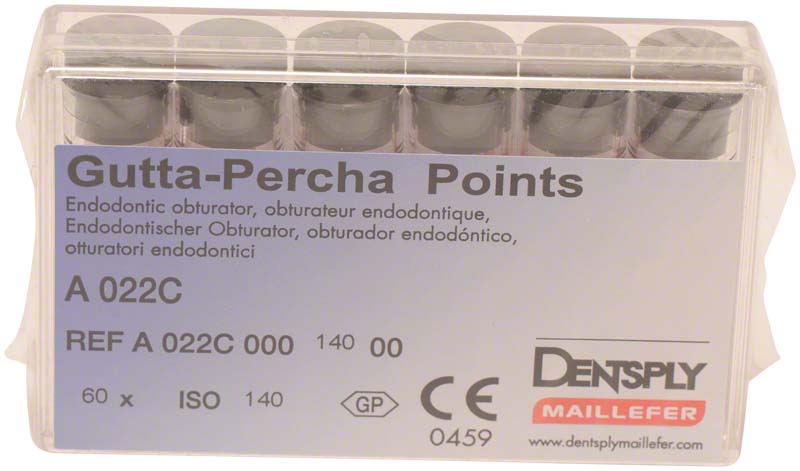 Gutta-Percha Points
Endodontic obturator, obturateur endodontique,
Endodontischer Obturator, obturador endodóntico,
otturatori endodontici
A 022C
REF A 022C 000 140 00
60 x ISO 140
GP
CE
0459
DENTSPLY
MAILLEFER
www.dentsplymaillefer.com